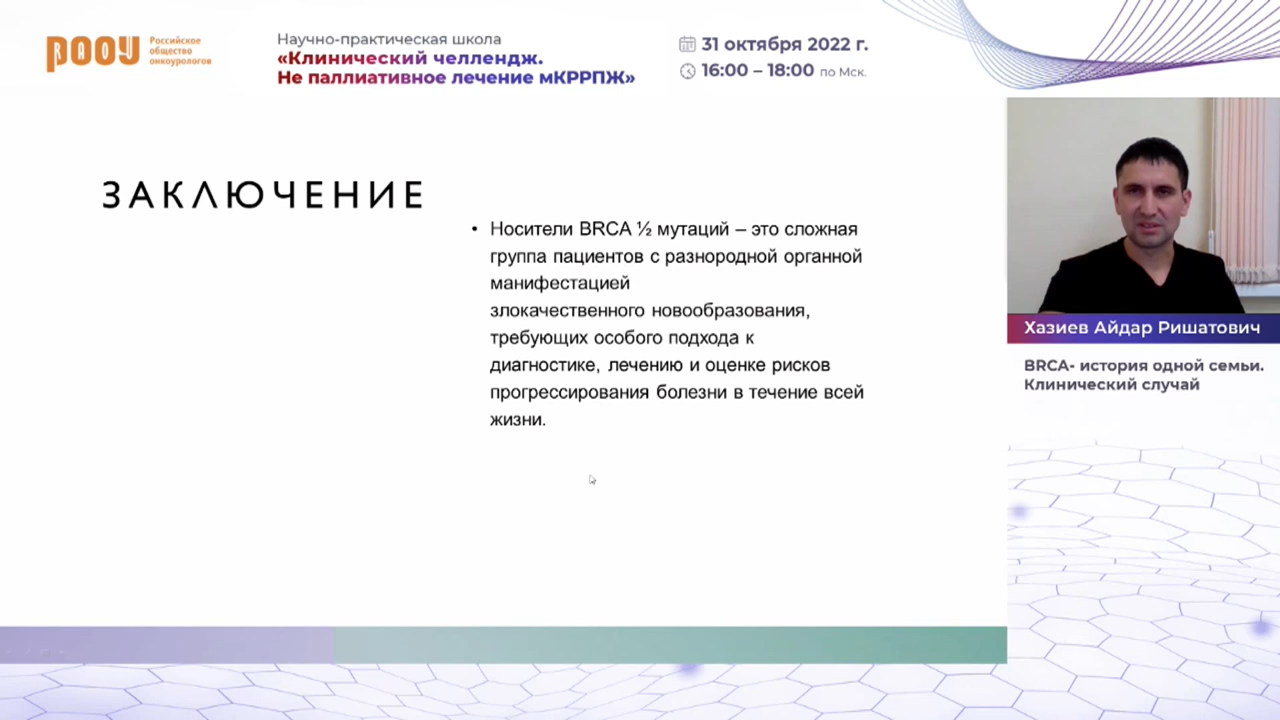 РАОУ
Российское
общество
онкоурологов
Научно-практическая школа
«Клинический челлендж.
Не паллиативное лечение мКРРПЖ»
31 октября 2022 г.
16:00 – 18:00 по Мск.
ЗАКЛЮЧЕНИЕ
• Носители BRCA ½ мутаций – это сложная
группа пациентов с разнородной органной
манифестацией
злокачественного новообразования,
требующих особого подхода к
диагностике, лечению и оценке рисков
прогрессирования болезни в течение всей
жизни.
Хазиев Айдар Ришатович
BRCA- история одной семьи.
Клинический случай